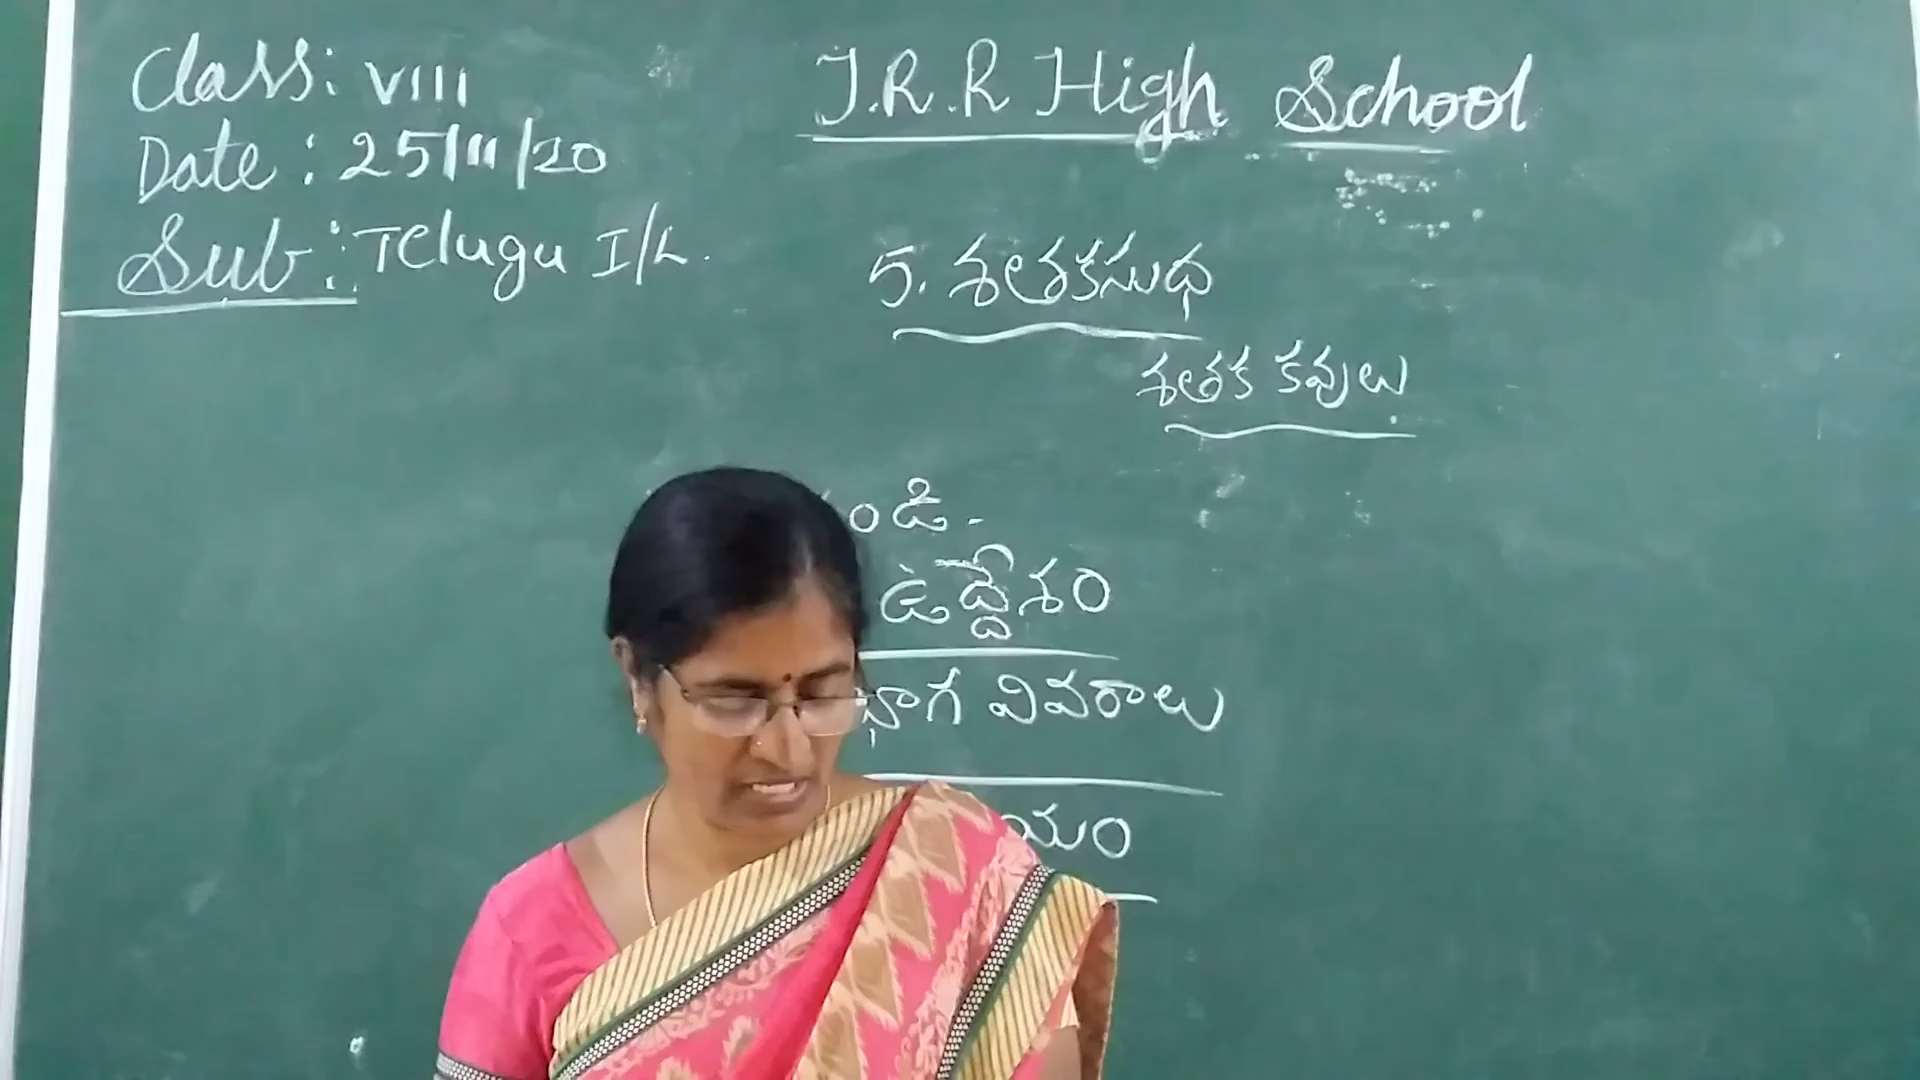 Class: VIII
Date: 25/11/20
Sub: Telugu I/L.
J.R.R High School
5. శతకసుధ
శతక కవులు
ఉద్దేశం
వివరాలు